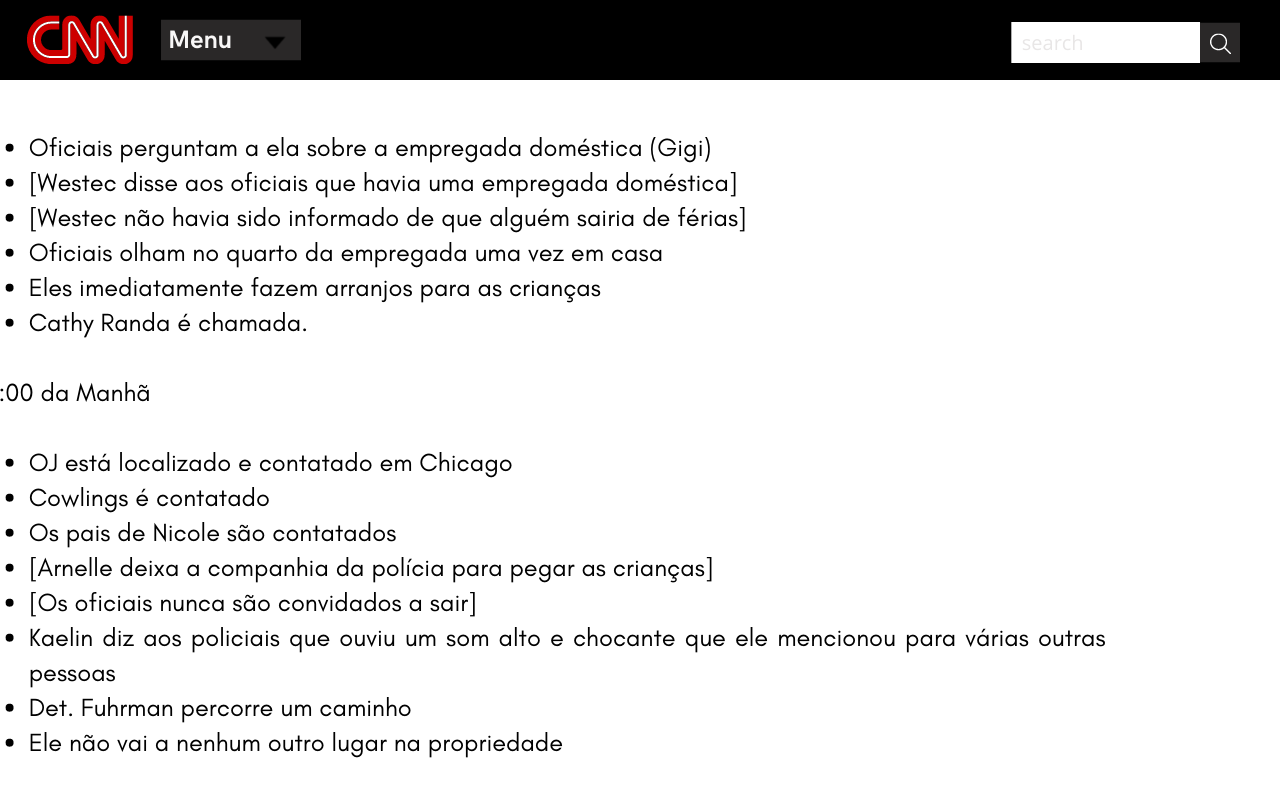 CNN
Menu
search
• Oficiais perguntam a ela sobre a empregada doméstica (Gigi)
• [Westec disse aos oficiais que havia uma empregada doméstica]
• [Westec não havia sido informado de que alguém sairia de férias]
• Oficiais olham no quarto da empregada uma vez em casa
• Eles imediatamente fazem arranjos para as crianças
• Cathy Randa é chamada.
:00 da Manhã
• OJ está localizado e contatado em Chicago
• Cowlings é contatado
• Os pais de Nicole são contatados
• [Arnelle deixa a companhia da polícia para pegar as crianças]
• [Os oficiais nunca são convidados a sair]
• Kaelin diz aos policiais que ouviu um som alto e chocante que ele mencionou para várias outras
pessoas
• Det. Fuhrman percorre um caminho
• Ele não vai a nenhum outro lugar na propriedade